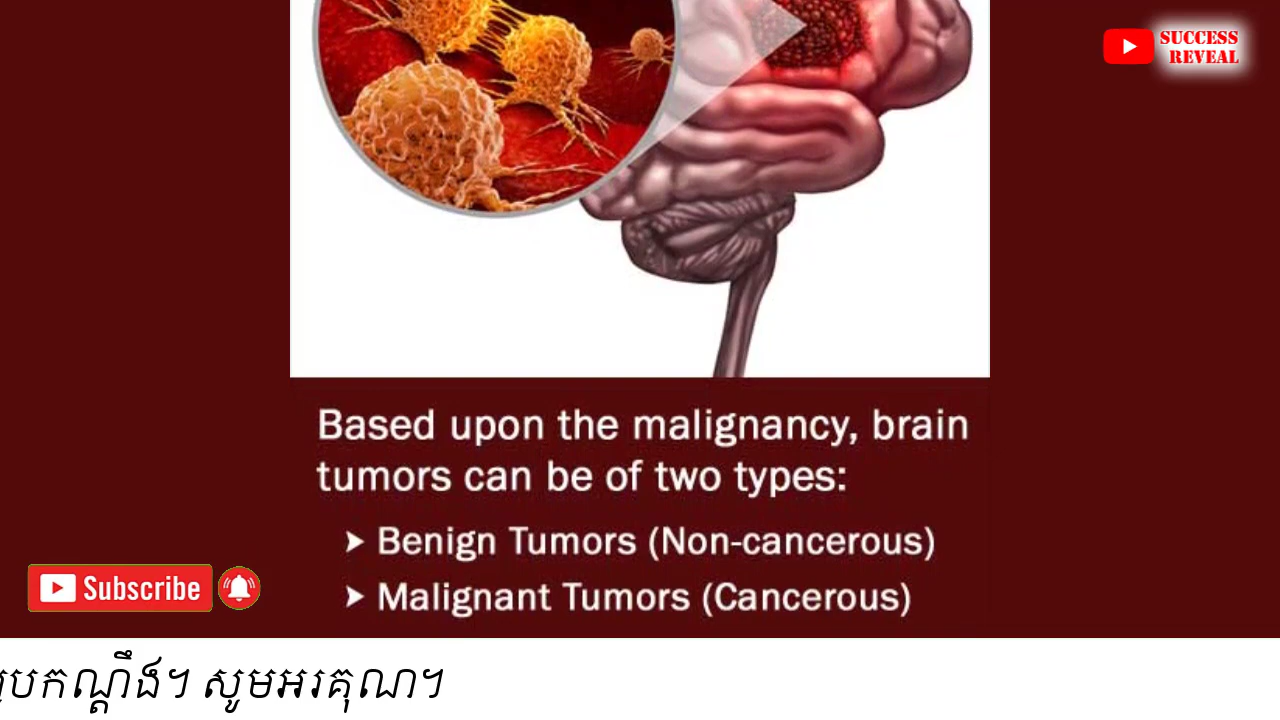 SUCCESS
REVEAL
Based upon the malignancy, brain
tumors can be of two types:
➤ Benign Tumors (Non-cancerous)
➤ Malignant Tumors (Cancerous)
Subscribe
សូមអរគុណ។